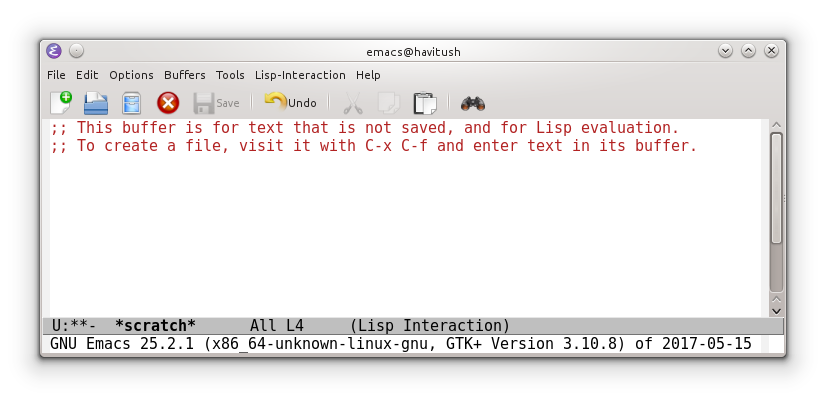 emacs@havitush
File Edit Options Buffers Tools Lisp-Interaction Help
Save Undo
;; This buffer is for text that is not saved, and for Lisp evaluation.
;; To create a file, visit it with C-x C-f and enter text in its buffer.
U:**-  *scratch*      All L4     (Lisp Interaction)
GNU Emacs 25.2.1 (x86_64-unknown-linux-gnu, GTK+ Version 3.10.8) of 2017-05-15